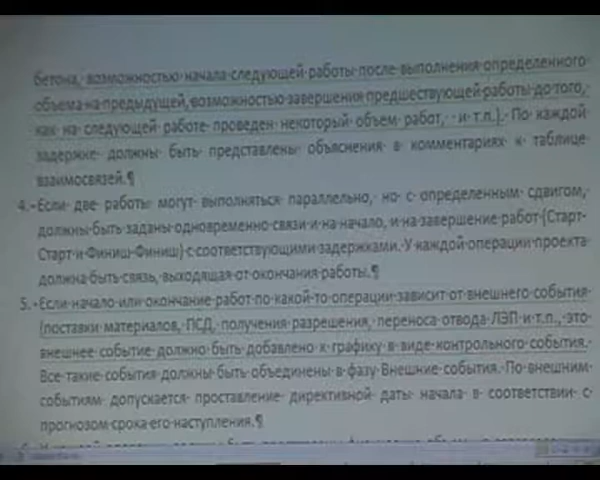 бетона, возможностью начала следующей работы после выполнения определенного
объема на предыдущей, возможностью завершения предшествующей работы до того,
как на следующей работе проведен некоторый объем работ, и т.п.). По каждой
задержке должны быть представлены объяснения в комментариях к таблице
взаимосвязей.¶
4. Если две работы могут выполняться параллельно, но с определенным сдвигом,
должны быть заданы одновременно связи и на начало, и на завершение работ (Старт-
Старт и Финиш-Финиш) с соответствующими задержками. У каждой операции проекта
должна быть связь, выходящая от окончания работы.¶
5. Если начало или окончание работ по какой-то операции зависит от внешнего события
(поставки материалов, ПСД, получения разрешения, переноса отвода ЛЭП и т.п., это
внешнее событие должно быть добавлено к графику в виде контрольного события.
Все такие события должны быть объединены в фазу Внешние события. По внешним
событиям допускается проставление директивной даты начала в соответствии с
прогнозом срока его наступления.¶